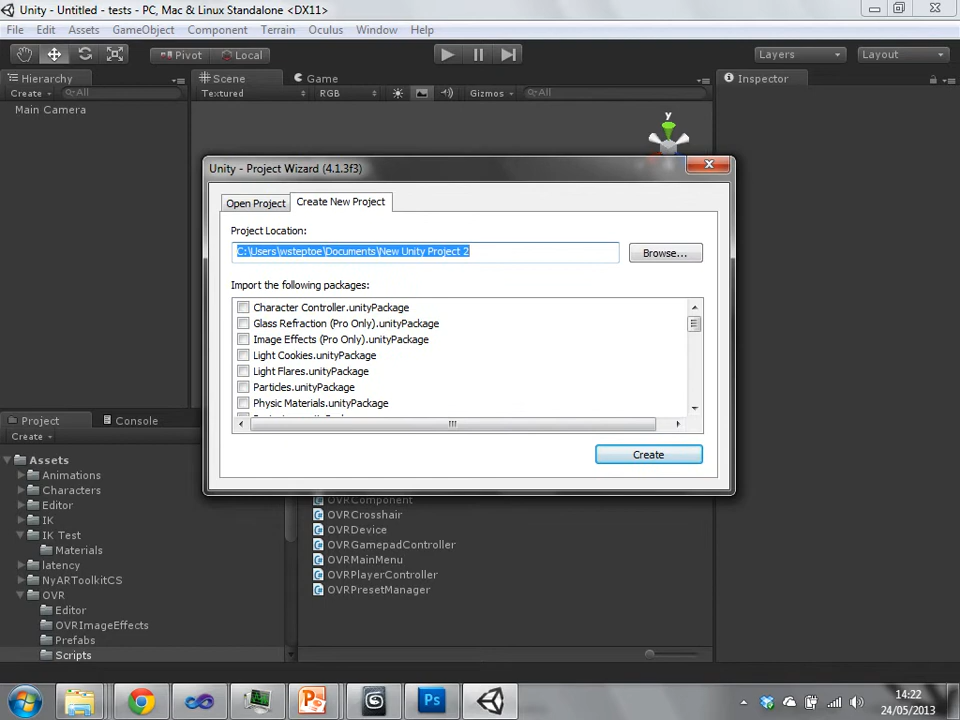 Unity - Untitled - tests - PC, Mac & Linux Standalone <DX11>
File Edit Assets GameObject Component Terrain Oculus Window Help
Pivot Local Layers Layout
Hierarchy Scene Game Inspector
Create All Textured RGB Gizmos All
Main Camera
y
Unity - Project Wizard (4.1.3f3)
Open Project Create New Project
Project Location:
C:\Users\wsteptoe\Documents\New Unity Project 2
Browse...
Import the following packages:
Character Controller.unityPackage
Glass Refraction (Pro Only).unityPackage
Image Effects (Pro Only).unityPackage
Light Cookies.unityPackage
Light Flares.unityPackage
Particles.unityPackage
Physic Materials.unityPackage
Create
Project Console
Create
Assets
Animations
Characters
Editor
IK
IK Test
Materials
latency
NyARToolkitCS
OVR
Editor
OVRImageEffects
Prefabs
Scripts
OVRComponent
OVRCrosshair
OVRDevice
OVRGamepadController
OVRMainMenu
OVRPlayerController
OVRPresetManager
Ps
14:22
24/05/2013